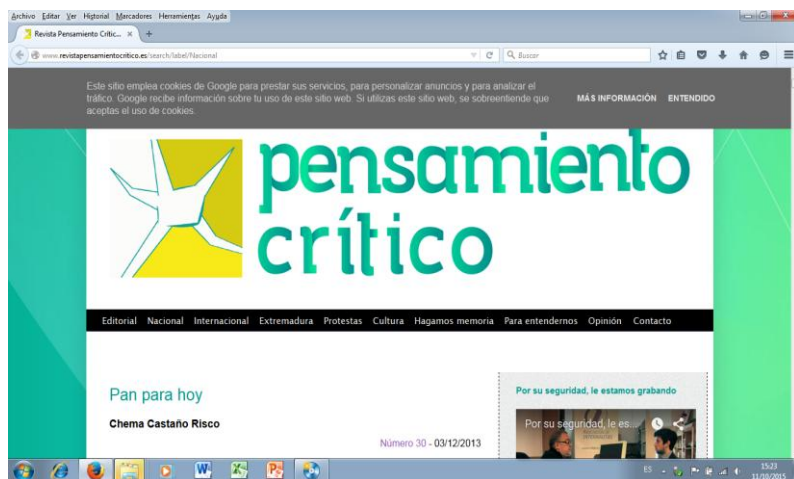 Archivo Editar Ver Historial Marcadores Herramientas Ayuda
Revista Pensamiento Crític...
www.revistapensamientocritico.es/search/label/Nacional
Buscar
Este sitio emplea cookies de Google para prestar sus servicios, para personalizar anuncios y para analizar el
tráfico. Google recibe información sobre tu uso de este sitio web. Si utilizas este sitio web, se sobreentiende que
aceptas el uso de cookies.
MÁS INFORMACIÓN ENTENDIDO
pensamiento
crítico
Editorial Nacional Internacional Extremadura Protestas Cultura Hagamos memoria Para entendernos Opinión Contacto
Pan para hoy
Chema Castaño Risco
Número 30 - 03/12/2013
Por su seguridad, le estamos grabando
Por su seguridad, le es...
ES
15:23
11/10/2015